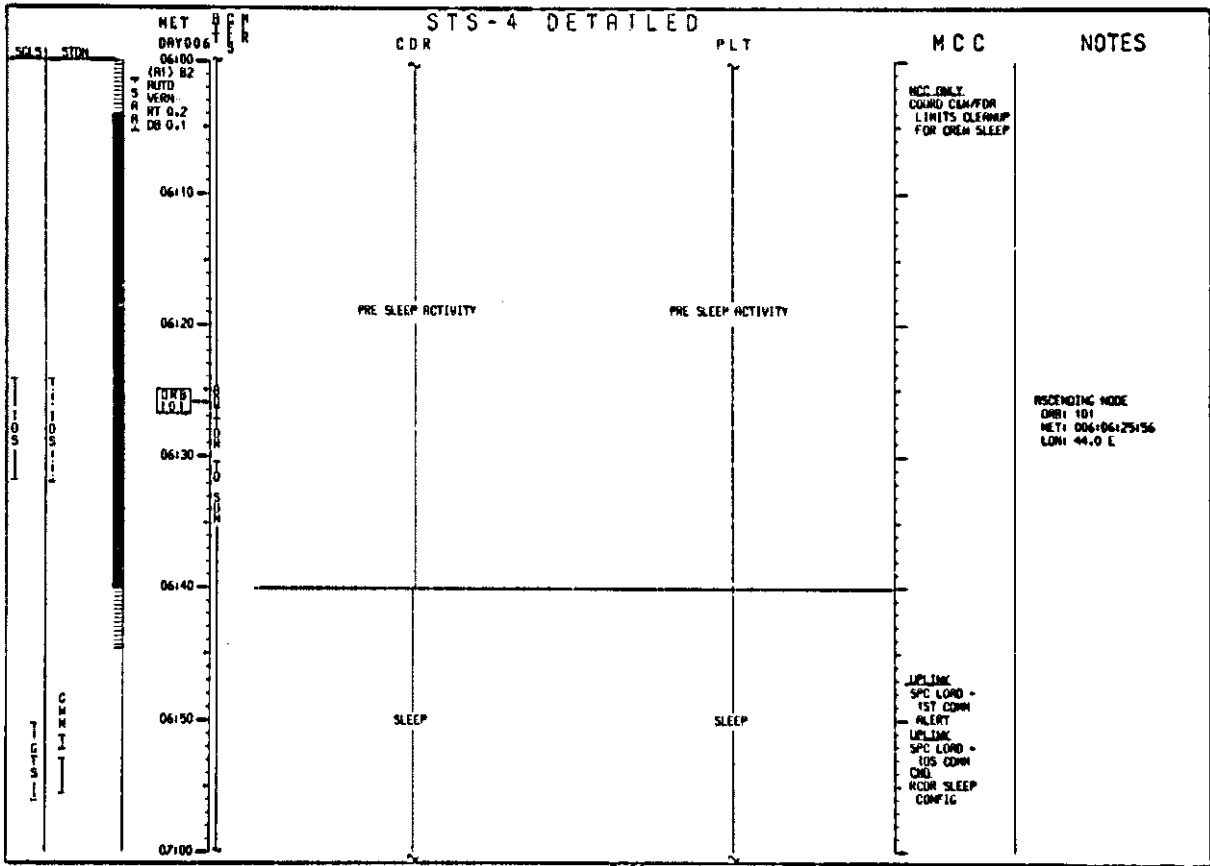 STS-4 DETAILED
MET
DAY006
SGLS STDN
CDR
PLT
MCC
NOTES
06:00
(A1) B2
AUTO
VERN
RT 0.2
DB 0.1
MCC ONLY
COORD C&W/FDA
LIMITS CLEANUP
FOR CREW SLEEP
06:10
PRE SLEEP ACTIVITY
PRE SLEEP ACTIVITY
06:20
IOS
IOS
ORB
101
TO SUN
ASCENDING NODE
ORB: 101
MET: 006:06:25:56
LON: 44.0 E
06:30
06:40
UPLINK
SPC LOAD -
1ST COMM
ALERT
06:50
SLEEP
SLEEP
UPLINK
SPC LOAD -
IOS COMM
CMD
RCDR SLEEP
CONFIG
GTS
07:00